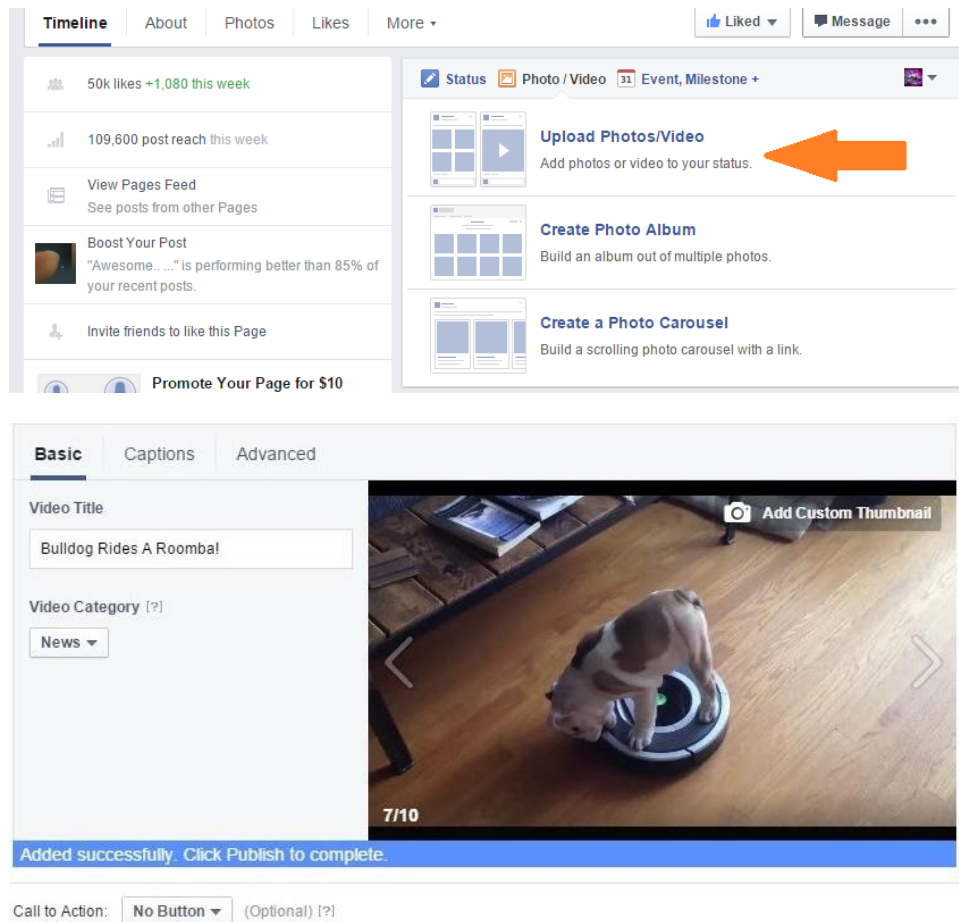 Timeline About Photos Likes More
Liked Message
50k likes +1,080 this week
109,600 post reach this week
View Pages Feed
See posts from other Pages
Boost Your Post
"Awesome.. ..." is performing better than 85% of
your recent posts.
Invite friends to like this Page
Promote Your Page for $10
Status Photo / Video 31 Event, Milestone +
Upload Photos/Video
Add photos or video to your status.
Create Photo Album
Build an album out of multiple photos.
Create a Photo Carousel
Build a scrolling photo carousel with a link.
Basic Captions Advanced
Video Title
Bulldog Rides A Roomba!
Video Category [?]
News
Add Custom Thumbnail
7/10
Added successfully. Click Publish to complete.
Call to Action: No Button (Optional) [?]